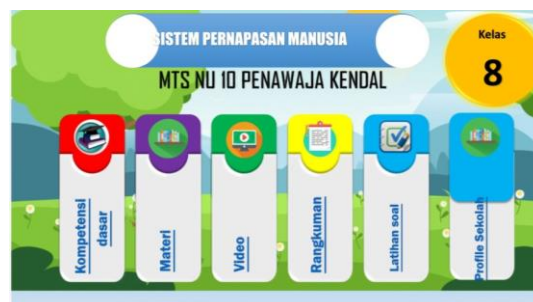 SISTEM PERNAPASAN MANUSIA
MTS NU 10 PENAWAJA KENDAL
Kelas
8
Kompetensi
dasar
Materi
Video
Rangkuman
Latihan soal
Profile Sekolah